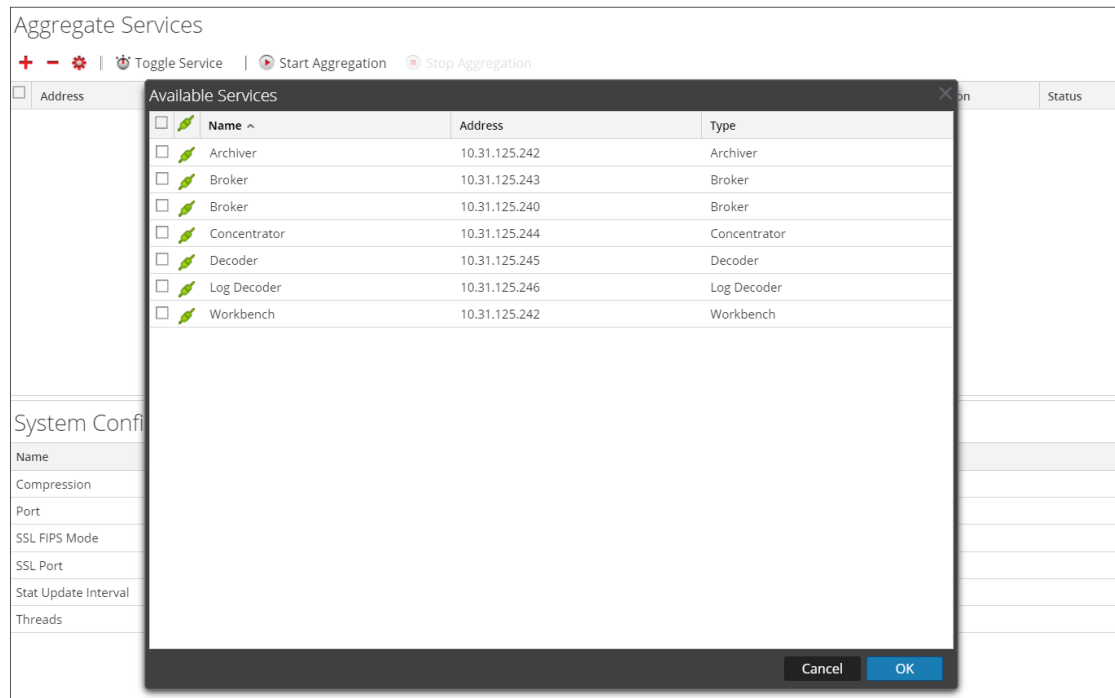 Aggregate Services
Toggle Service Start Aggregation Stop Aggregation
Address on Status
Available Services
Name Address Type
Archiver 10.31.125.242 Archiver
Broker 10.31.125.243 Broker
Broker 10.31.125.240 Broker
Concentrator 10.31.125.244 Concentrator
Decoder 10.31.125.245 Decoder
Log Decoder 10.31.125.246 Log Decoder
Workbench 10.31.125.242 Workbench
System Confi
Name
Compression
Port
SSL FIPS Mode
SSL Port
Stat Update Interval
Threads
Cancel OK